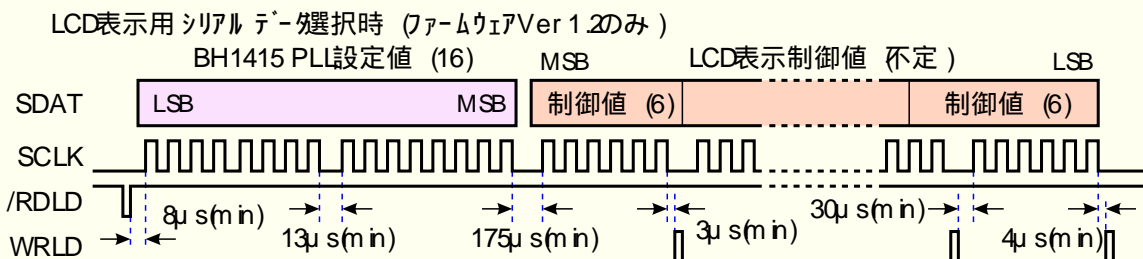 LCD表示用シリアルデータ選択時 (ファームウェアVer 1.2のみ)
BH1415 PLL設定値 (16) MSB LCD表示制御値 (不定) LSB
SDAT LSB MSB 制御値 (6) 制御値 (6)
SCLK
/RDLD 8μs(min) 13μs(min) 175μs(min) 3μs(min) 30μs(min) 4μs(min)
WRLD